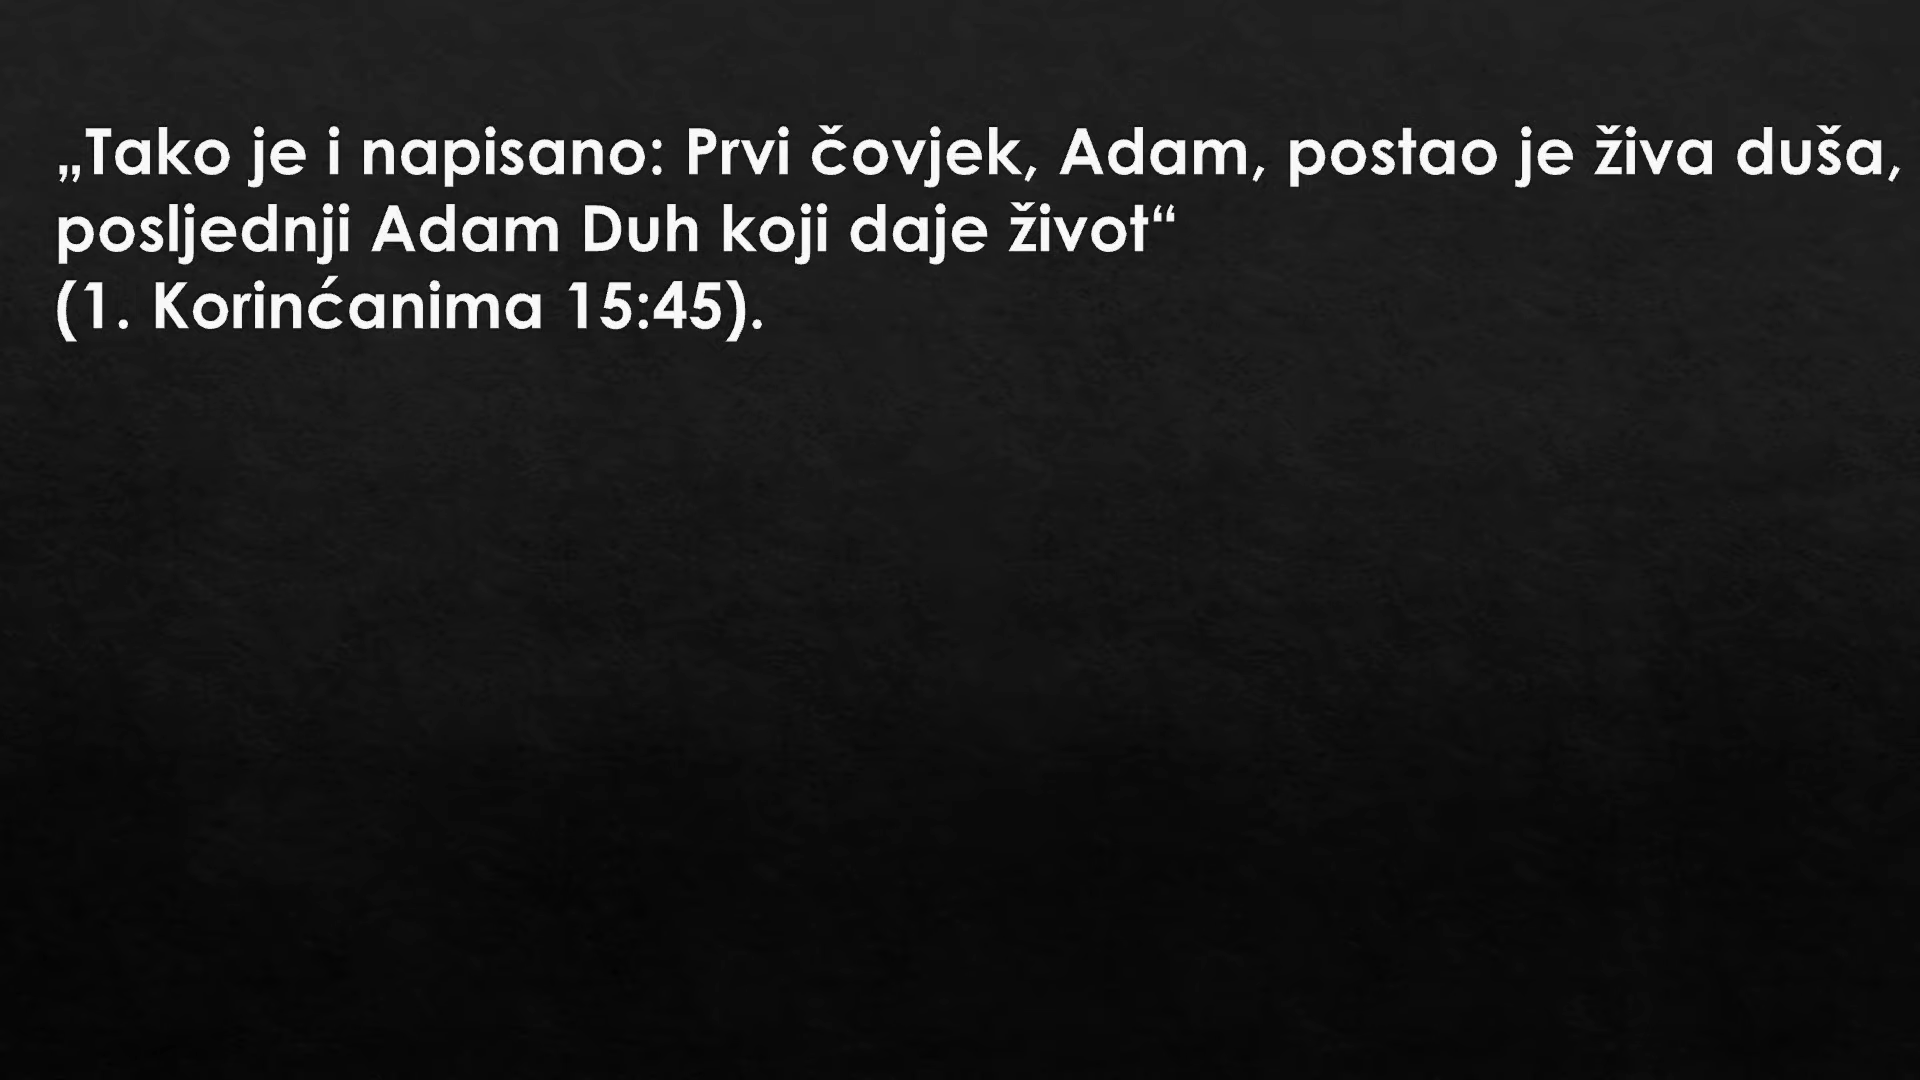 „Tako je i napisano: Prvi čovjek, Adam, postao je živa duša,
posljednji Adam Duh koji daje život“
(1. Korinćanima 15:45).